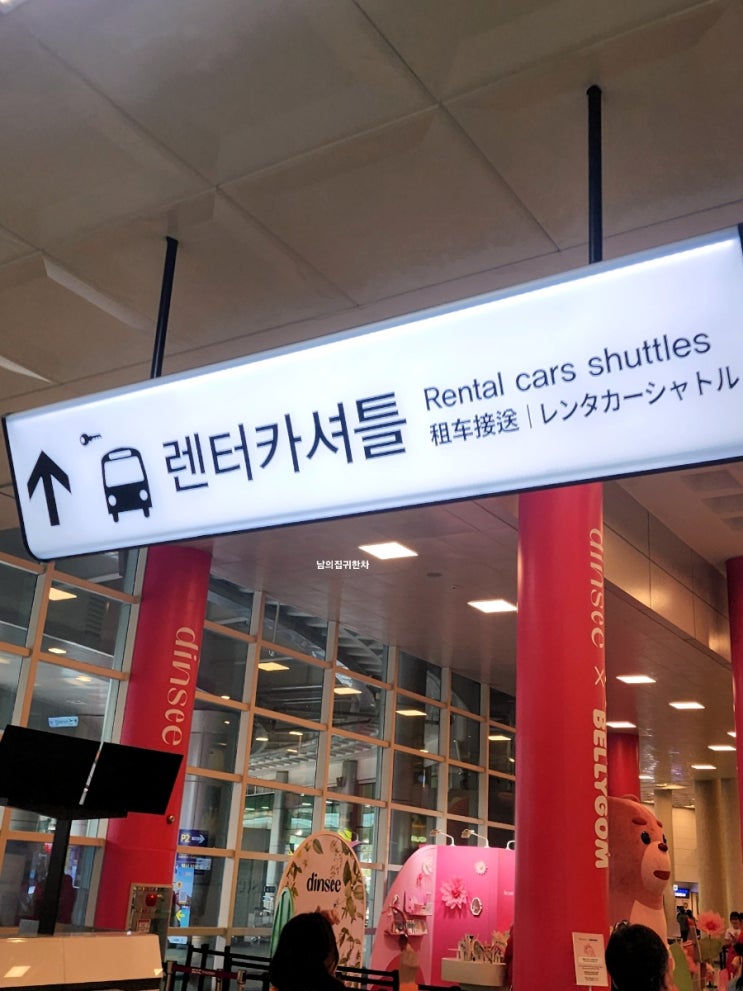 렌터카셔틀
Rental cars shuttles
租车接送 | レンタカーシャトル
남의집귀한차
dinsee
dinsee × BELLYGOM
P2
dinsee